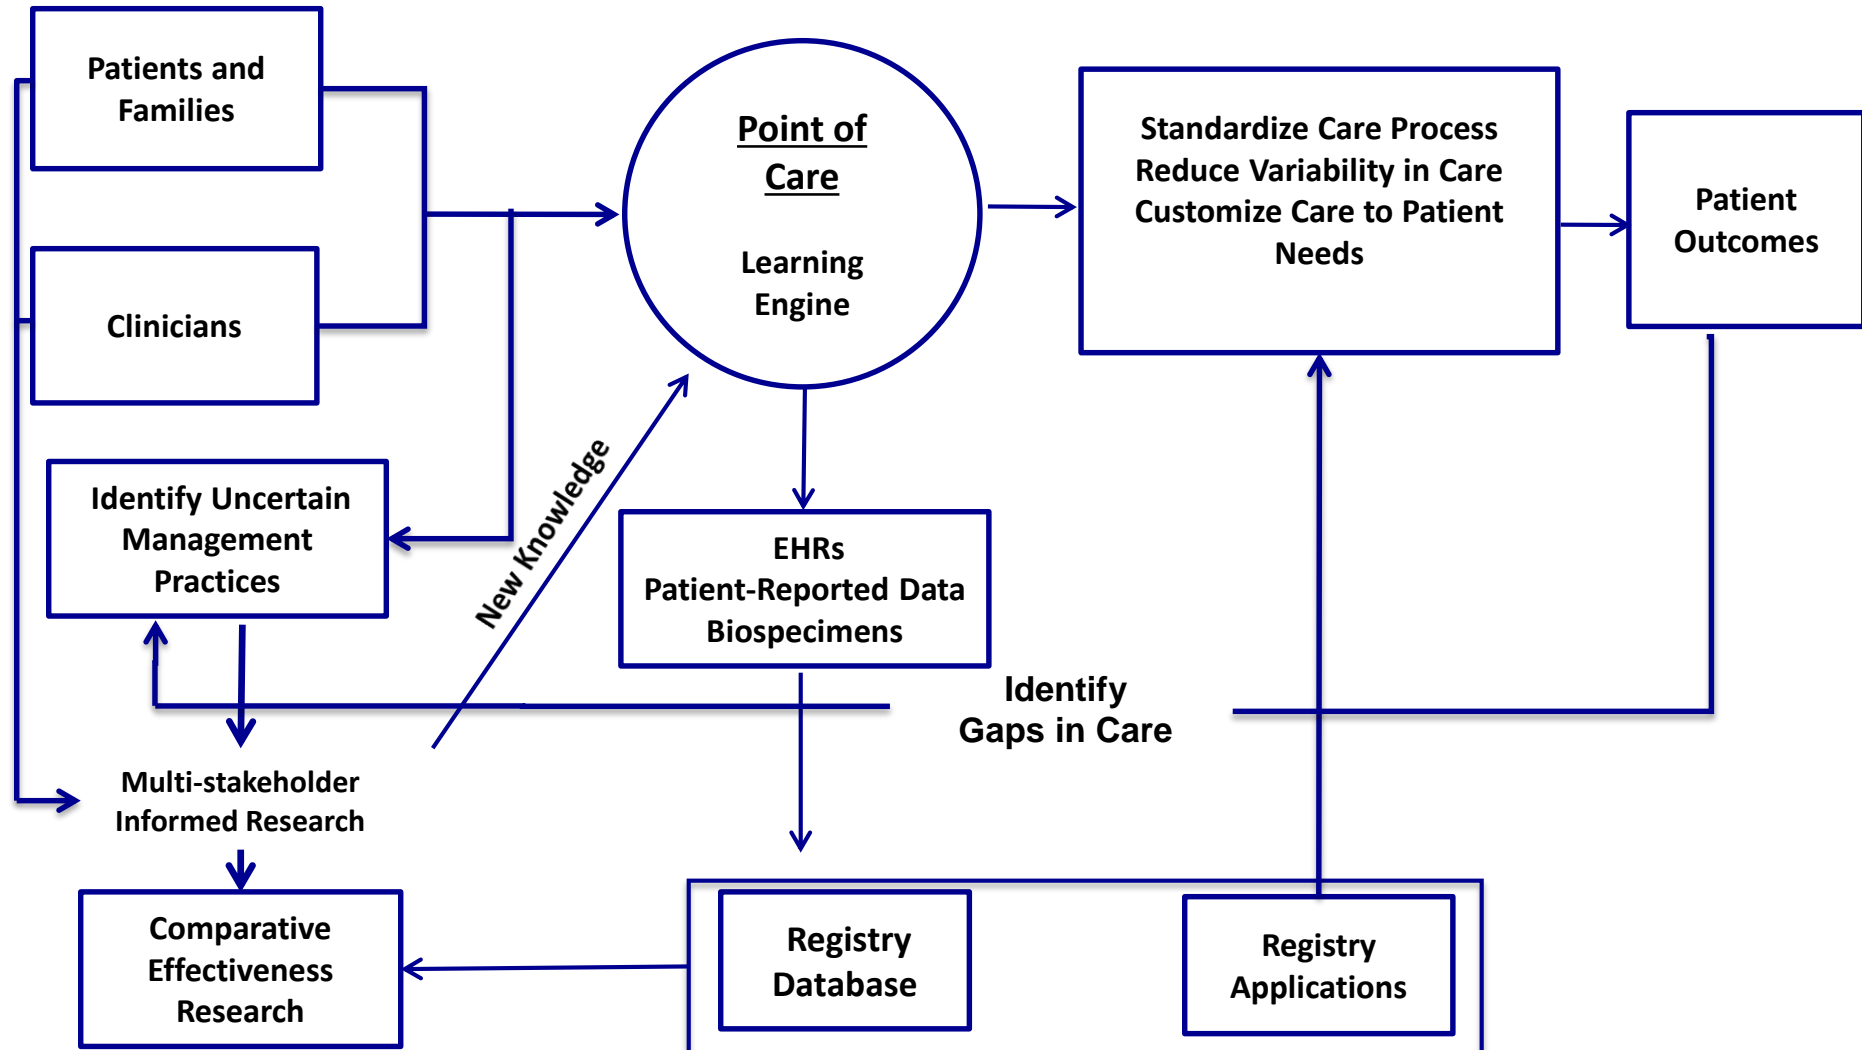 Patients and
Families
Clinicians
Point of
Care
Learning
Engine
Standardize Care Process
Reduce Variability in Care
Customize Care to Patient
Needs
Patient
Outcomes
Identify Uncertain
Management
Practices
New Knowledge
EHRs
Patient-Reported Data
Biospecimens
Identify
Gaps in Care
Multi-stakeholder
Informed Research
Comparative
Effectiveness
Research
Registry
Database
Registry
Applications